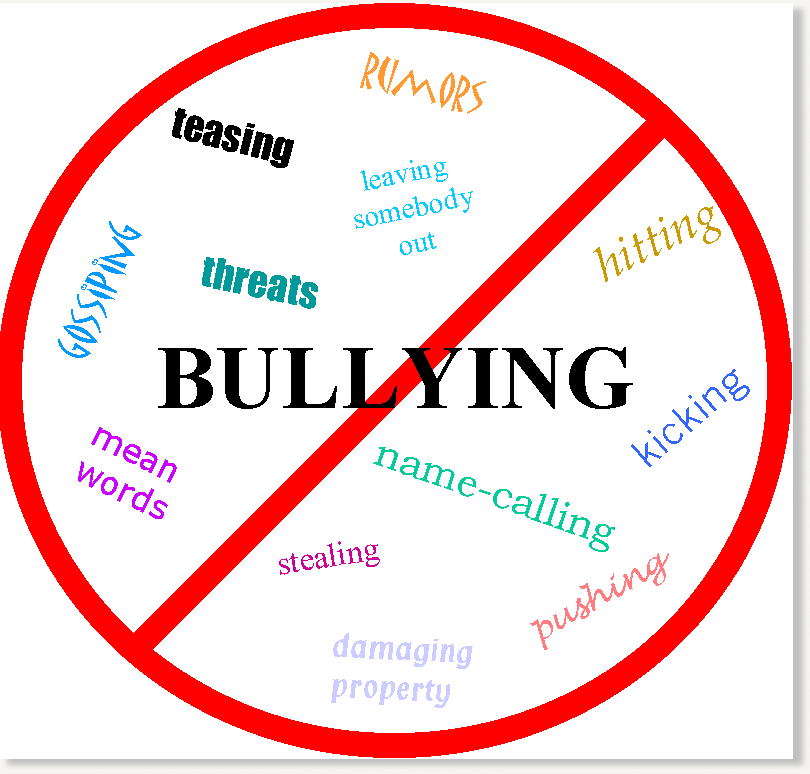 RUMORS
teasing
leaving
somebody
out
hitting
GOSSIPING
threats
BULLYING
kicking
mean
words
name-calling
stealing
pushing
damaging
property